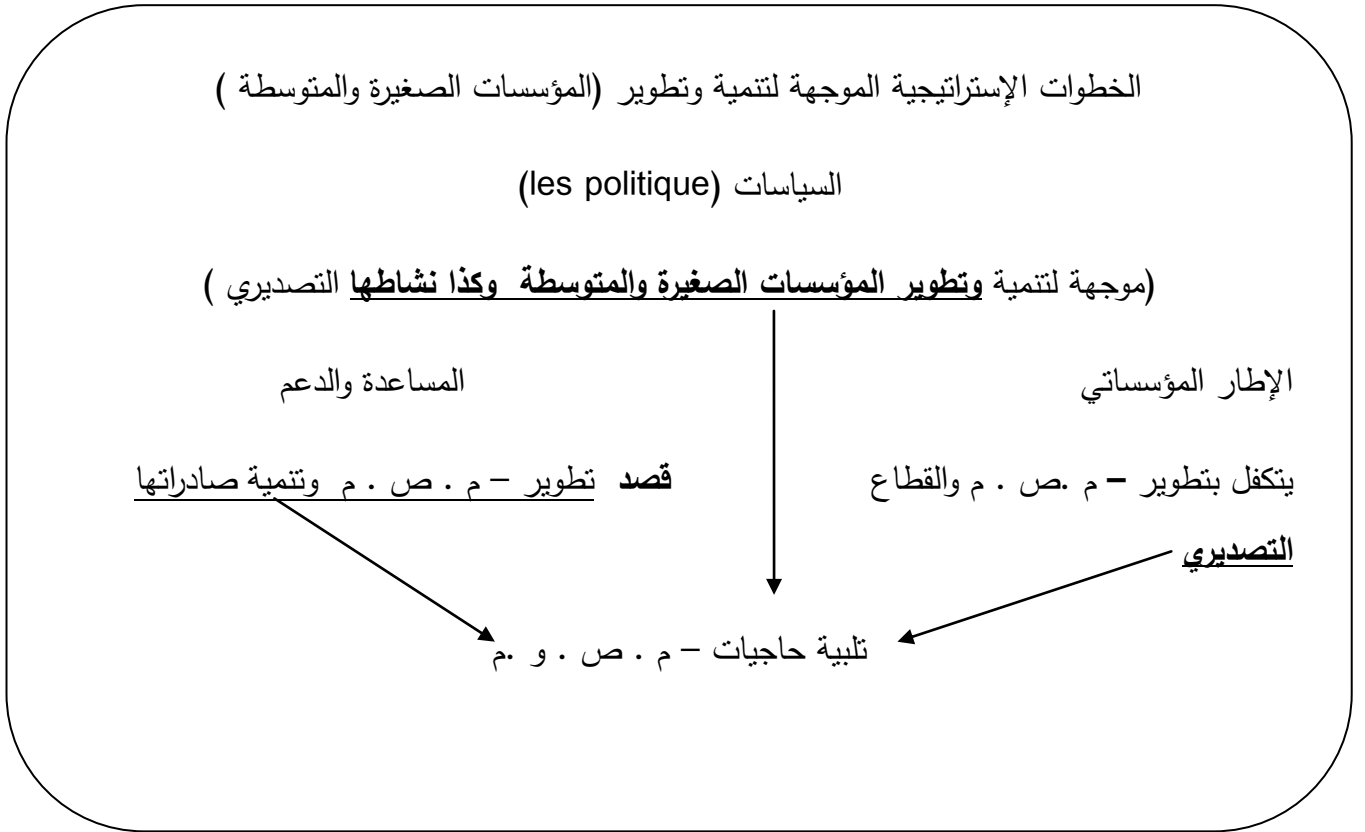 الخطوات الإستراتيجية الموجهة لتنمية وتطوير (المؤسسات الصغيرة والمتوسطة )
السياسات (les politique)
(موجهة لتنمية وتطوير المؤسسات الصغيرة والمتوسطة وكذا نشاطها التصديري )
الإطار المؤسساتي
المساعدة والدعم
يتكفل بتطوير – م .ص . م والقطاع
قصد تطوير – م . ص . م وتنمية صادراتها
التصديري
تلبية حاجيات – م . ص . و .م